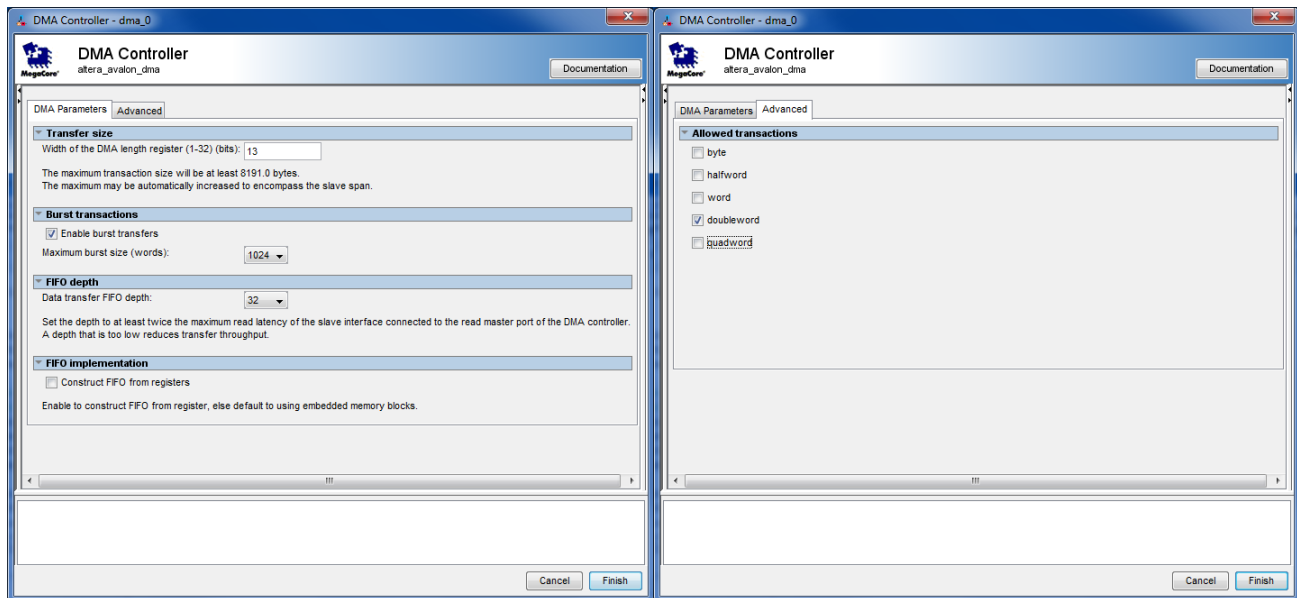 DMA Controller - dma_0
MegaCore®
DMA Controller
altera_avalon_dma
Documentation
DMA Parameters Advanced
Transfer size
Width of the DMA length register (1-32) (bits): 13
The maximum transaction size will be at least 8191.0 bytes.
The maximum may be automatically increased to encompass the slave span.
Burst transactions
Enable burst transfers
Maximum burst size (words): 1024
FIFO depth
Data transfer FIFO depth: 32
Set the depth to at least twice the maximum read latency of the slave interface connected to the read master port of the DMA controller.
A depth that is too low reduces transfer throughput.
FIFO implementation
Construct FIFO from registers
Enable to construct FIFO from register, else default to using embedded memory blocks.
Cancel Finish
DMA Controller - dma_0
MegaCore®
DMA Controller
altera_avalon_dma
Documentation
DMA Parameters Advanced
Allowed transactions
byte
halfword
word
doubleword
quadword
Cancel Finish